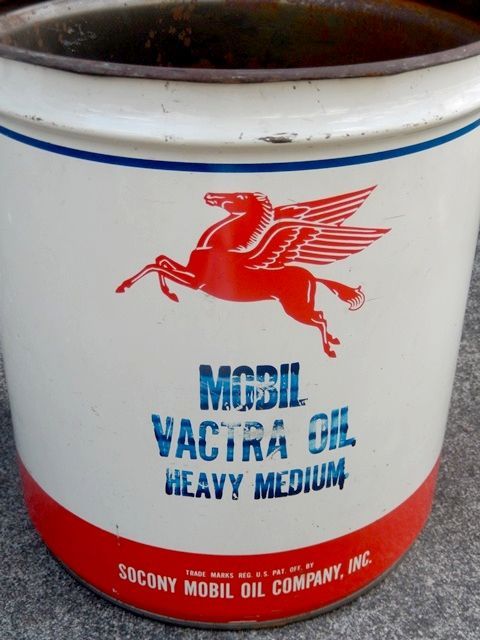 MOBIL
VACTRA OIL
HEAVY MEDIUM
TRADE MARKS REG. U.S. PAT. OFF. BY
SOCONY MOBIL OIL COMPANY, INC.